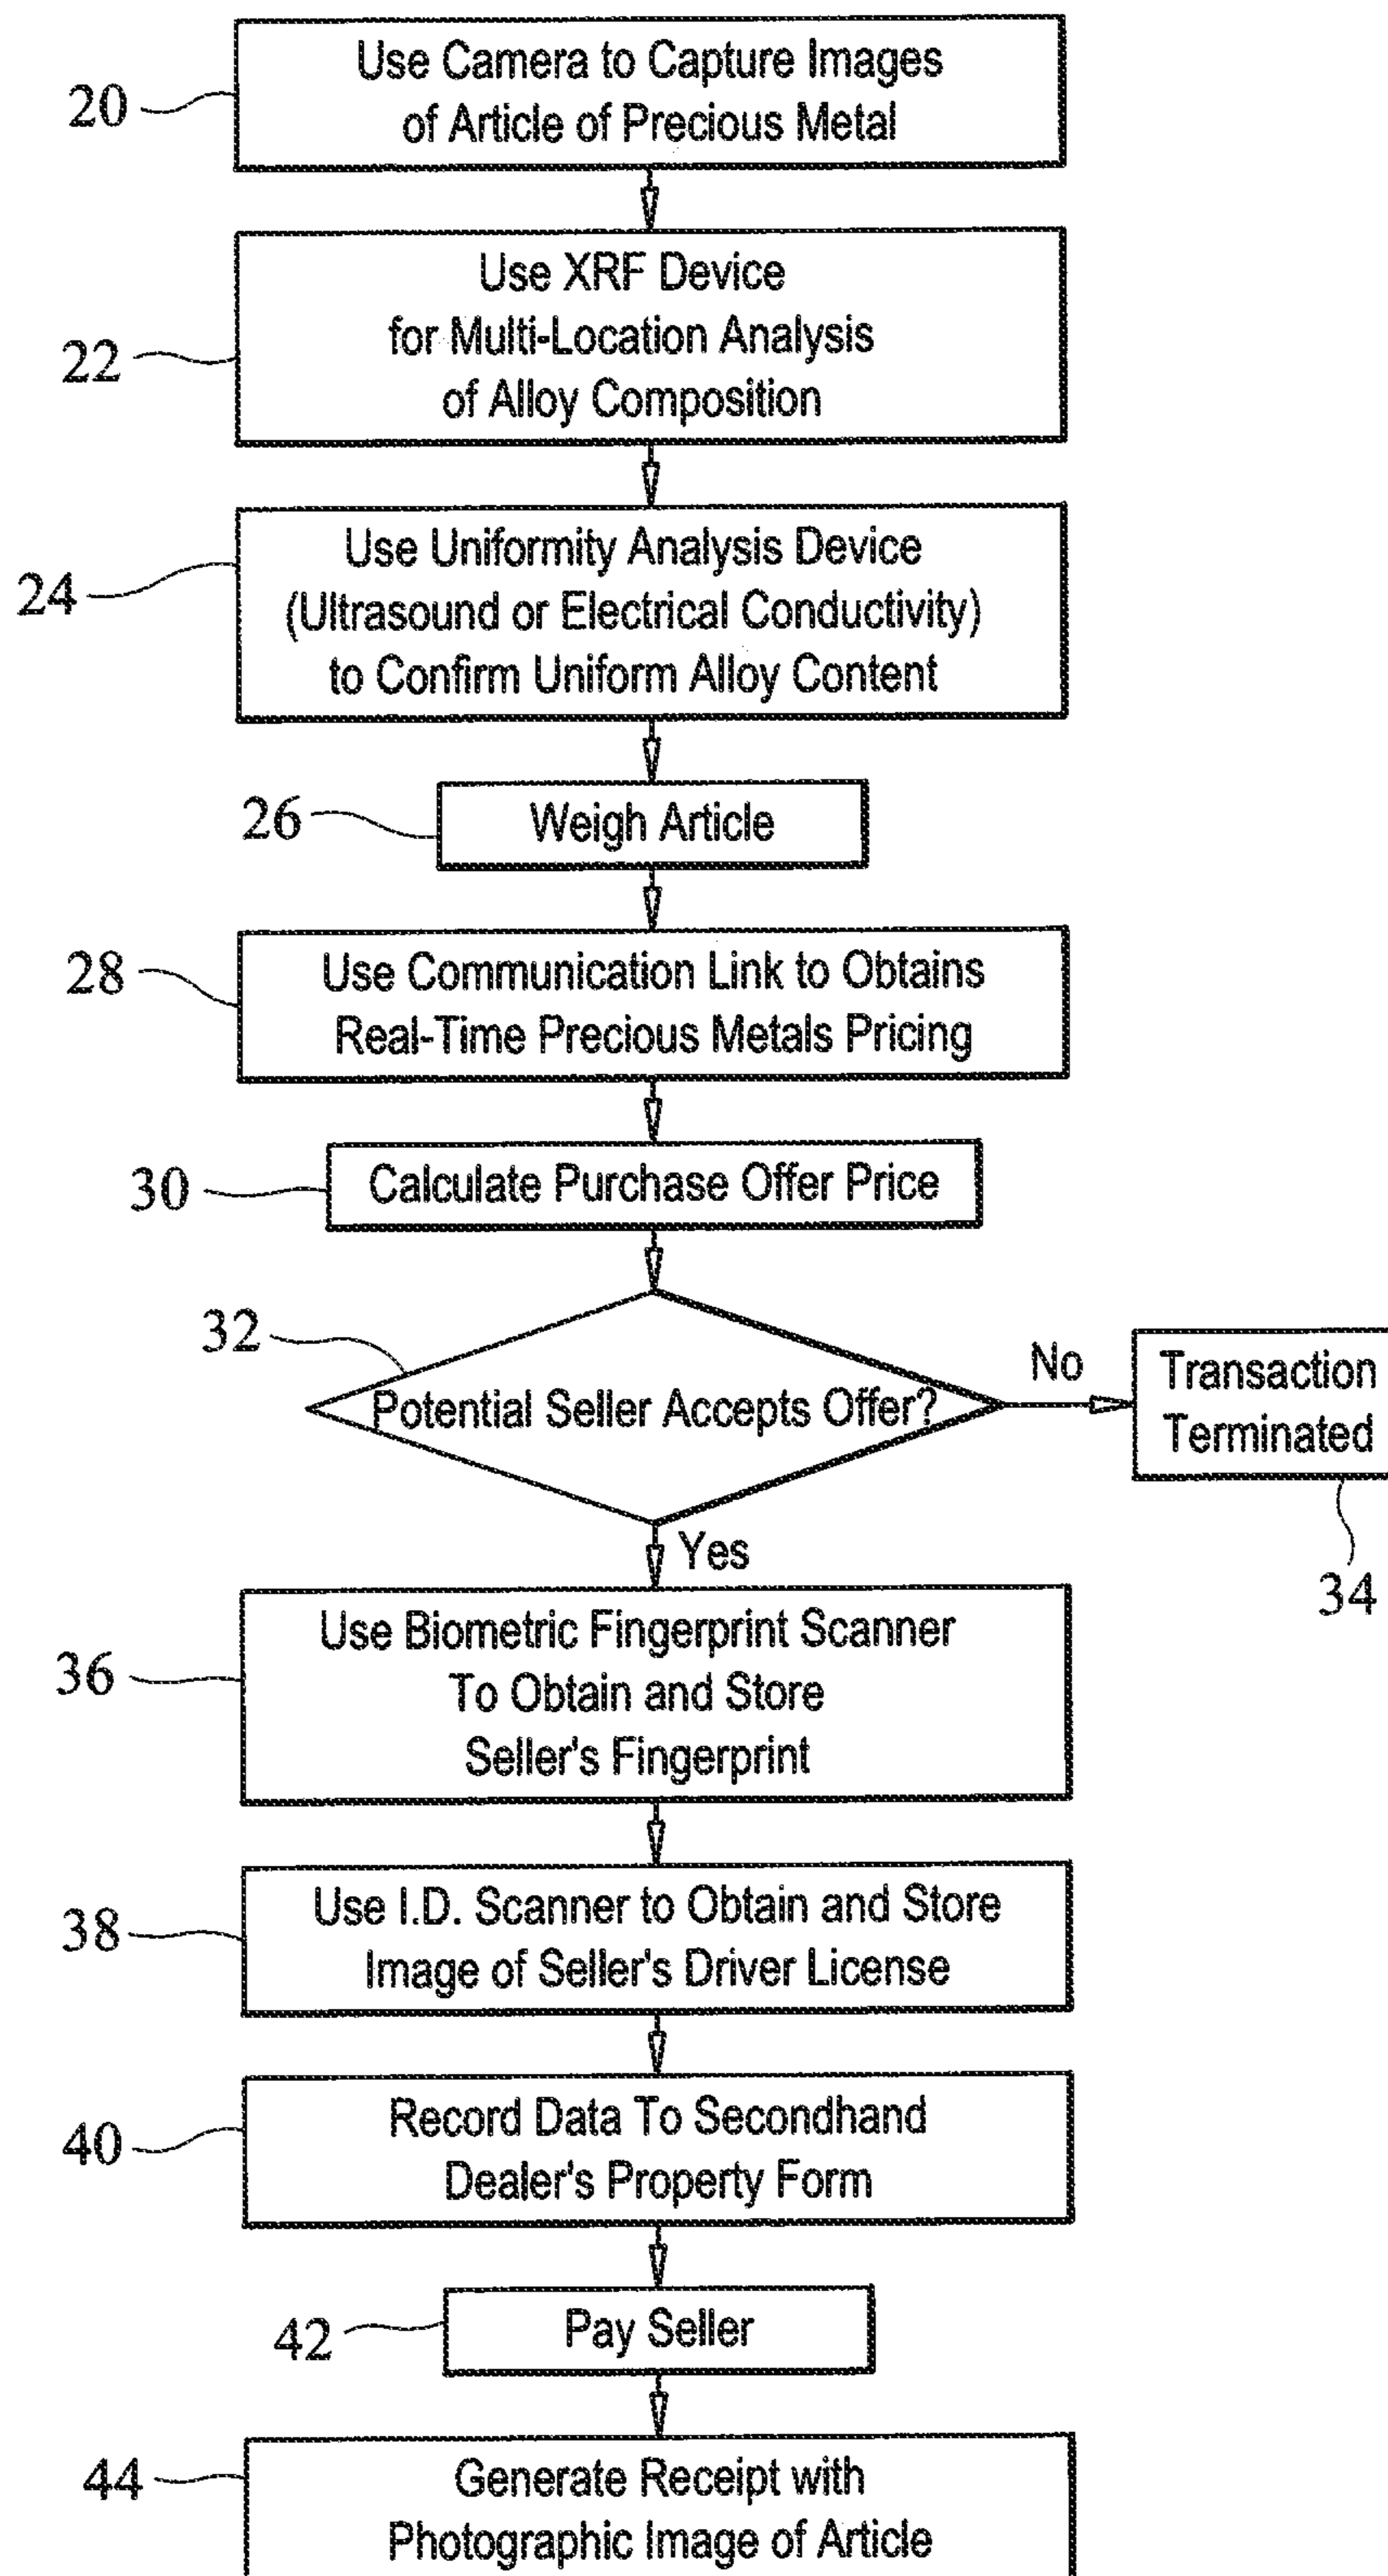 20
Use Camera to Capture Images
of Article of Precious Metal
22
Use XRF Device
for Multi-Location Analysis
of Alloy Composition
24
Use Uniformity Analysis Device
(Ultrasound or Electrical Conductivity)
to Confirm Uniform Alloy Content
26
Weigh Article
28
Use Communication Link to Obtains
Real-Time Precious Metals Pricing
30
Calculate Purchase Offer Price
32
Potential Seller Accepts Offer?
No
Transaction
Terminated
34
Yes
36
Use Biometric Fingerprint Scanner
To Obtain and Store
Seller's Fingerprint
38
Use I.D. Scanner to Obtain and Store
Image of Seller's Driver License
40
Record Data To Secondhand
Dealer's Property Form
42
Pay Seller
44
Generate Receipt with
Photographic Image of Article